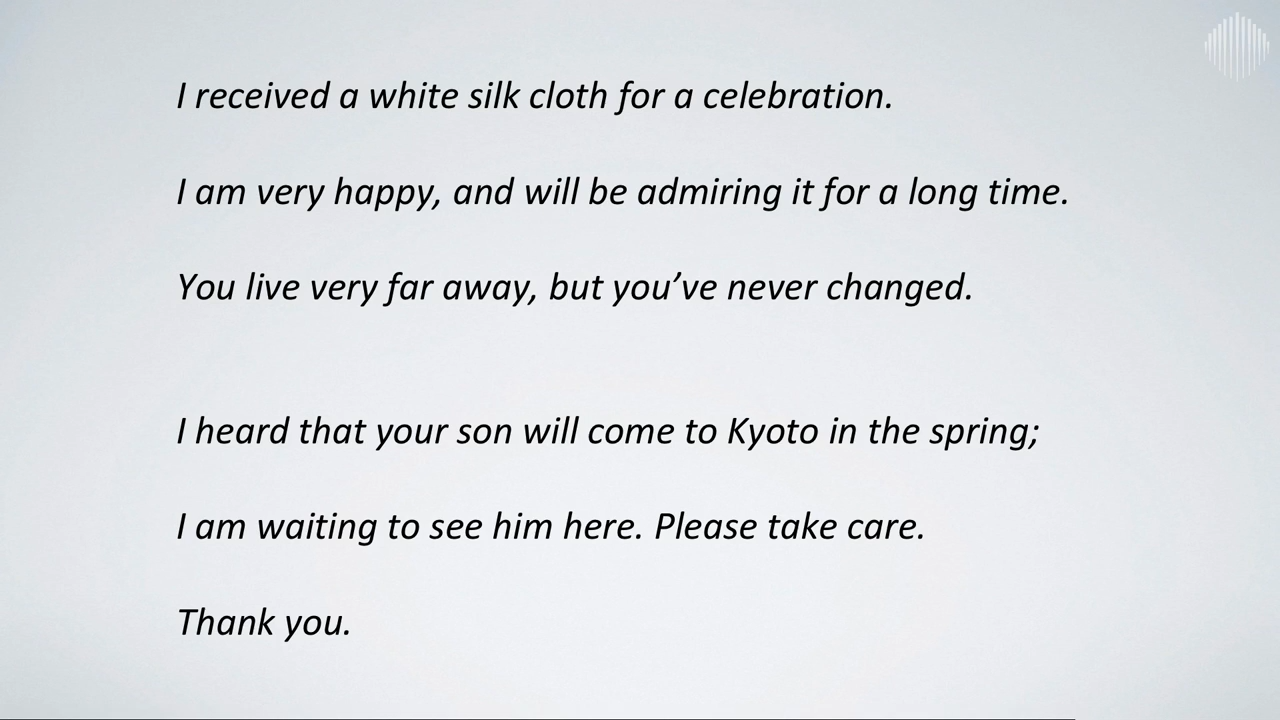 I received a white silk cloth for a celebration.
I am very happy, and will be admiring it for a long time.
You live very far away, but you’ve never changed.
I heard that your son will come to Kyoto in the spring;
I am waiting to see him here. Please take care.
Thank you.